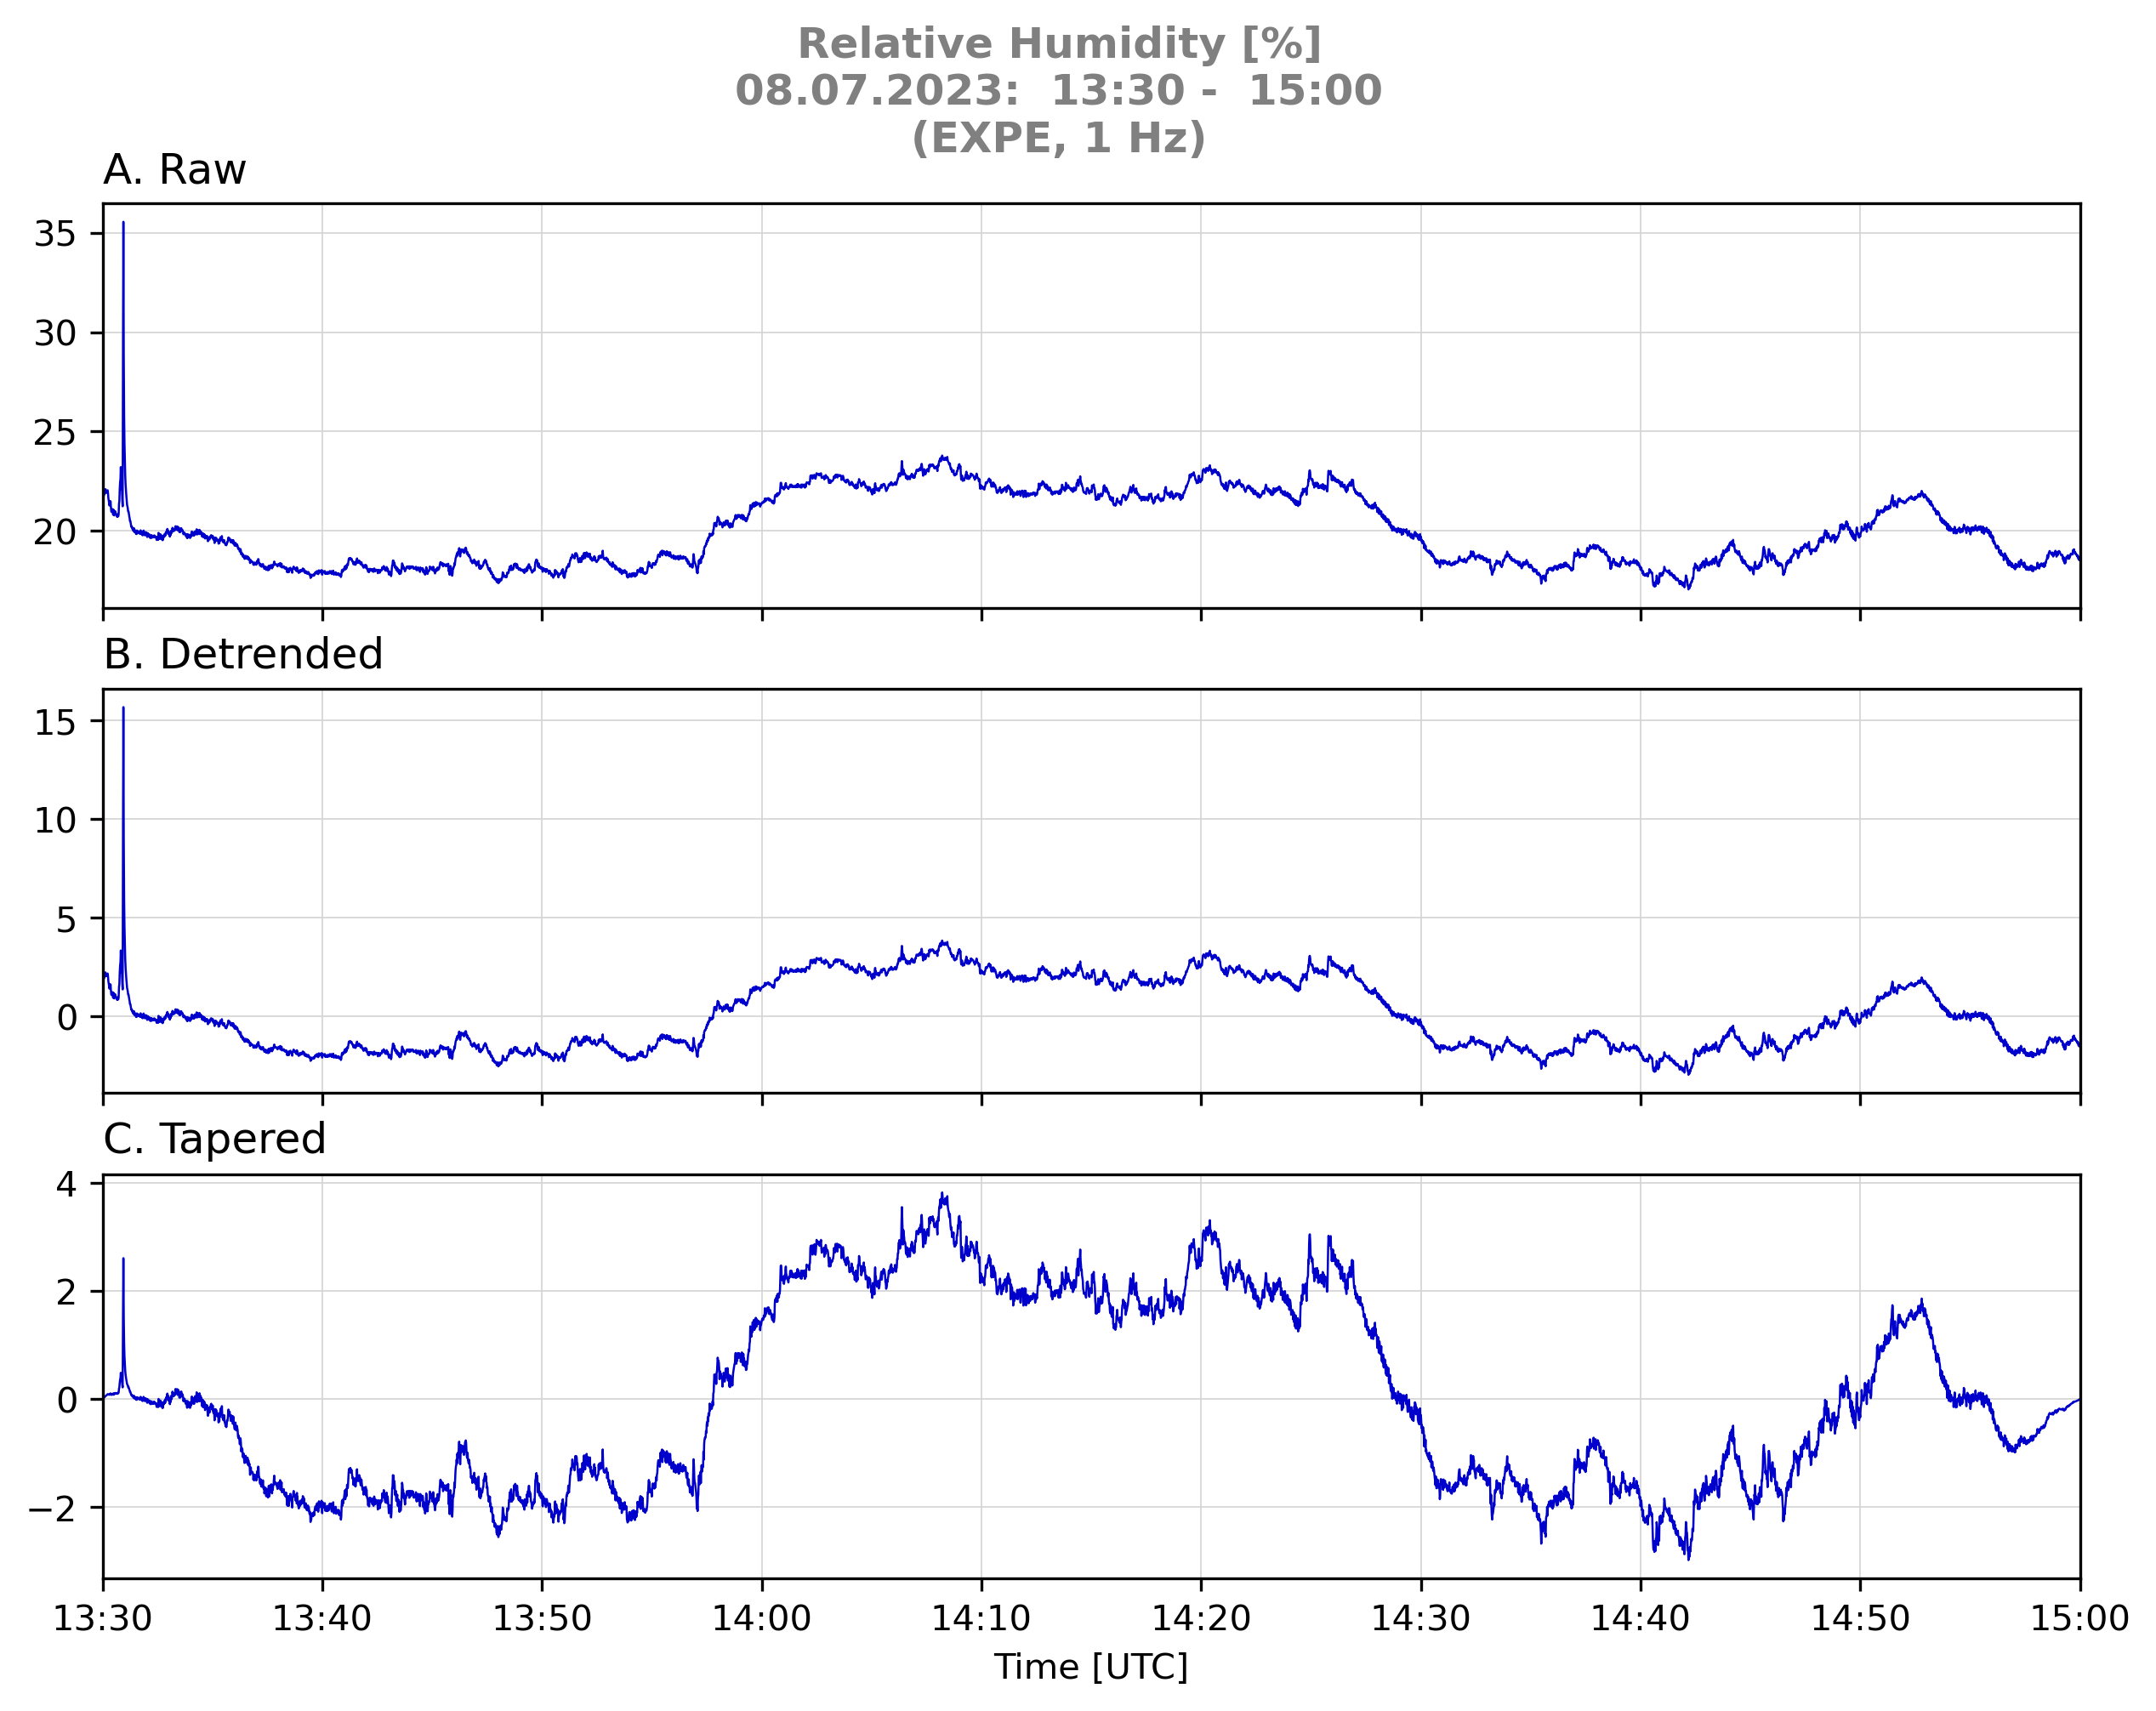 Relative Humidity [%]
08.07.2023:  13:30 -  15:00
(EXPE, 1 Hz)
A. Raw
35
30
25
20
B. Detrended
15
10
5
0
C. Tapered
4
2
0
−2
13:30 13:40 13:50 14:00 14:10 14:20 14:30 14:40 14:50 15:00
Time [UTC]